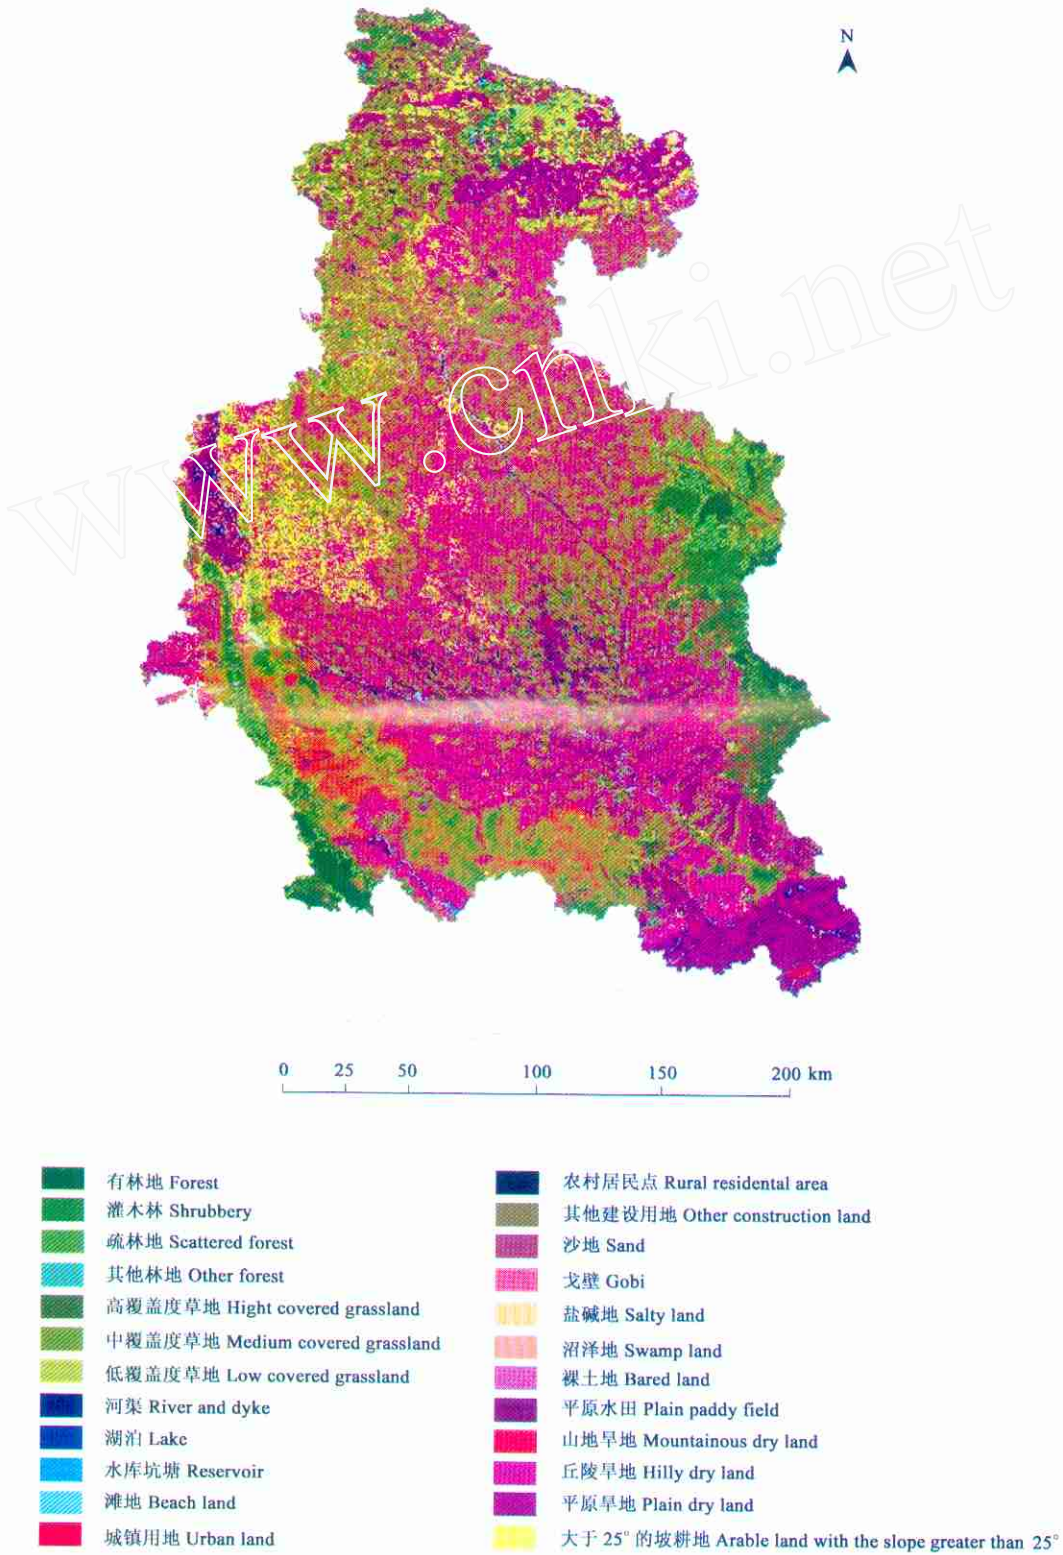 N
www.cnki.net
0 25 50 100 150 200 km
有林地 Forest
灌木林 Shrubbery
疏林地 Scattered forest
其他林地 Other forest
高覆盖度草地 Hight covered grassland
中覆盖度草地 Medium covered grassland
低覆盖度草地 Low covered grassland
河渠 River and dyke
湖泊 Lake
水库坑塘 Reservoir
滩地 Beach land
城镇用地 Urban land
农村居民点 Rural residental area
其他建设用地 Other construction land
沙地 Sand
戈壁 Gobi
盐碱地 Salty land
沼泽地 Swamp land
裸土地 Bared land
平原水田 Plain paddy field
山地旱地 Mountainous dry land
丘陵旱地 Hilly dry land
平原旱地 Plain dry land
大于 25° 的坡耕地 Arable land with the slope greater than 25°